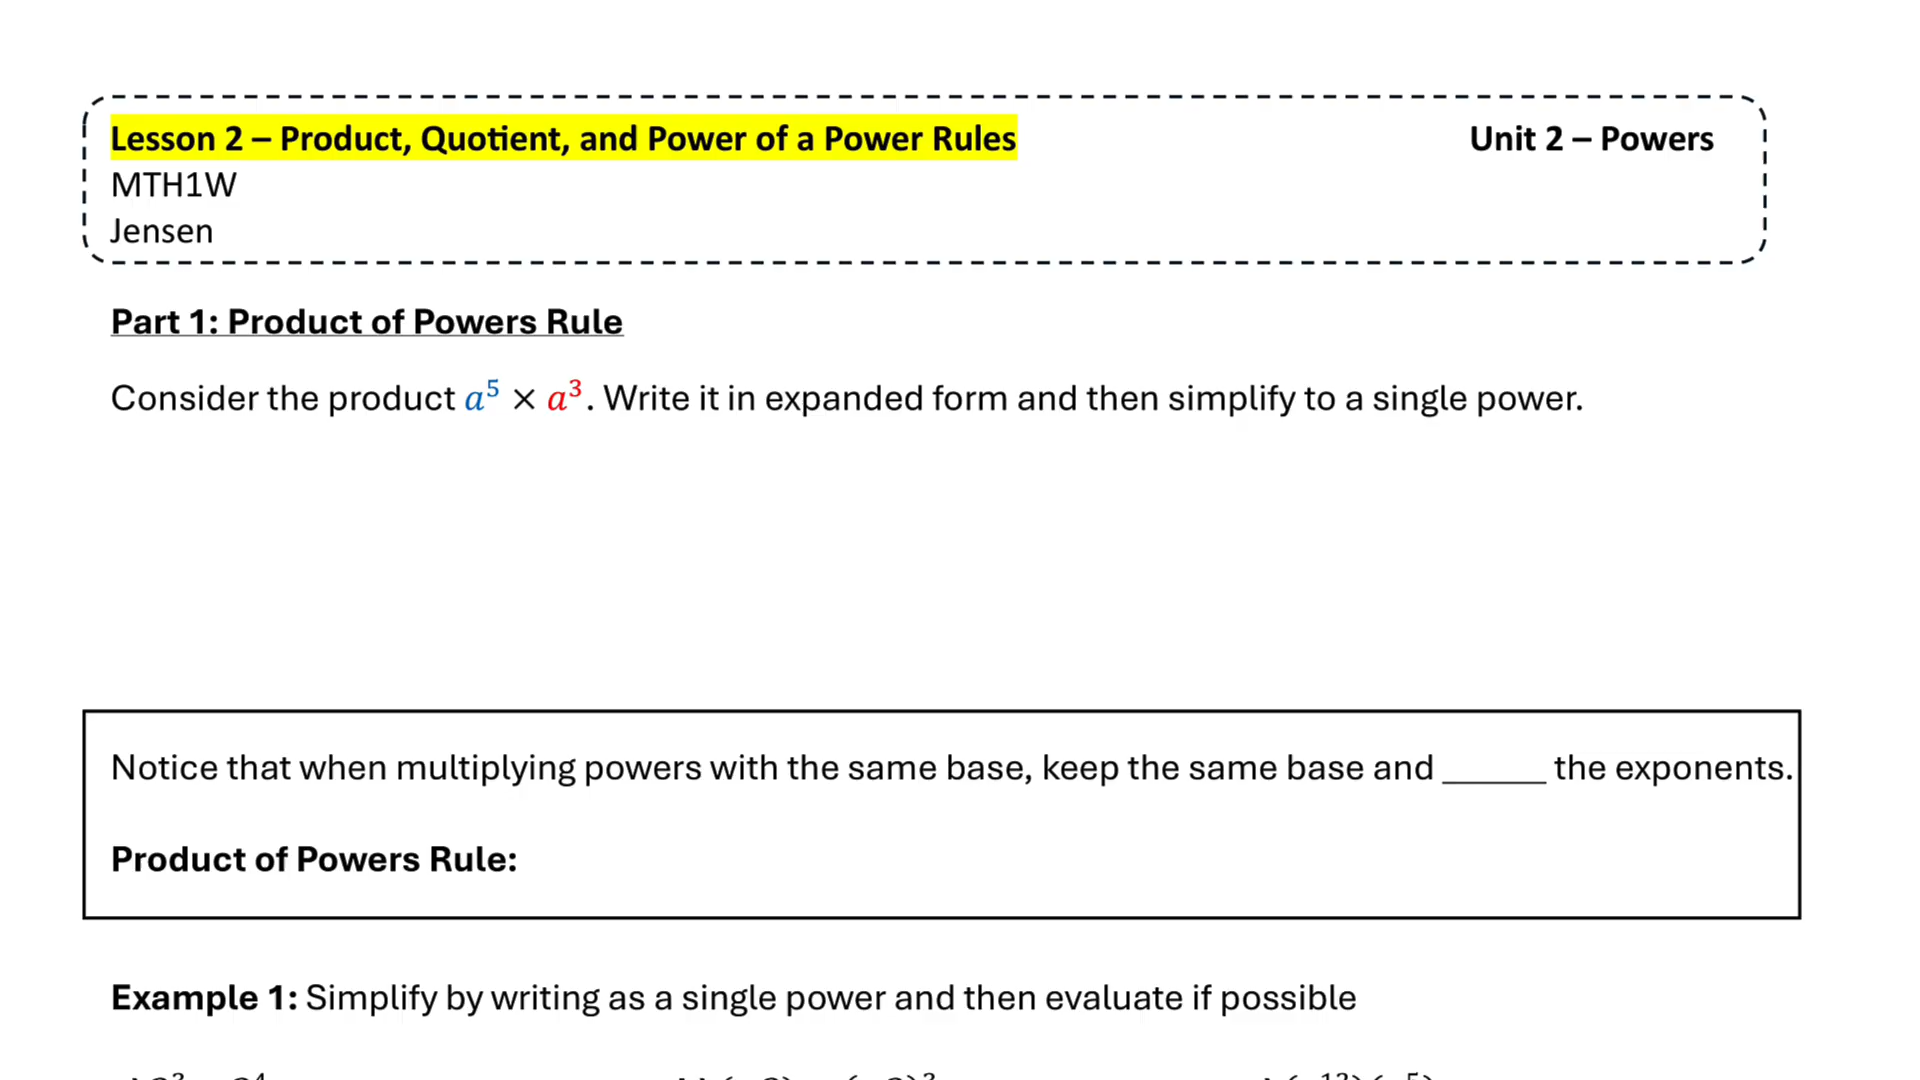 Lesson 2 – Product, Quotient, and Power of a Power Rules Unit 2 – Powers
MTH1W
Jensen
Part 1: Product of Powers Rule
Consider the product a⁵ × a³. Write it in expanded form and then simplify to a single power.
Notice that when multiplying powers with the same base, keep the same base and ______ the exponents.
Product of Powers Rule:
Example 1: Simplify by writing as a single power and then evaluate if possible